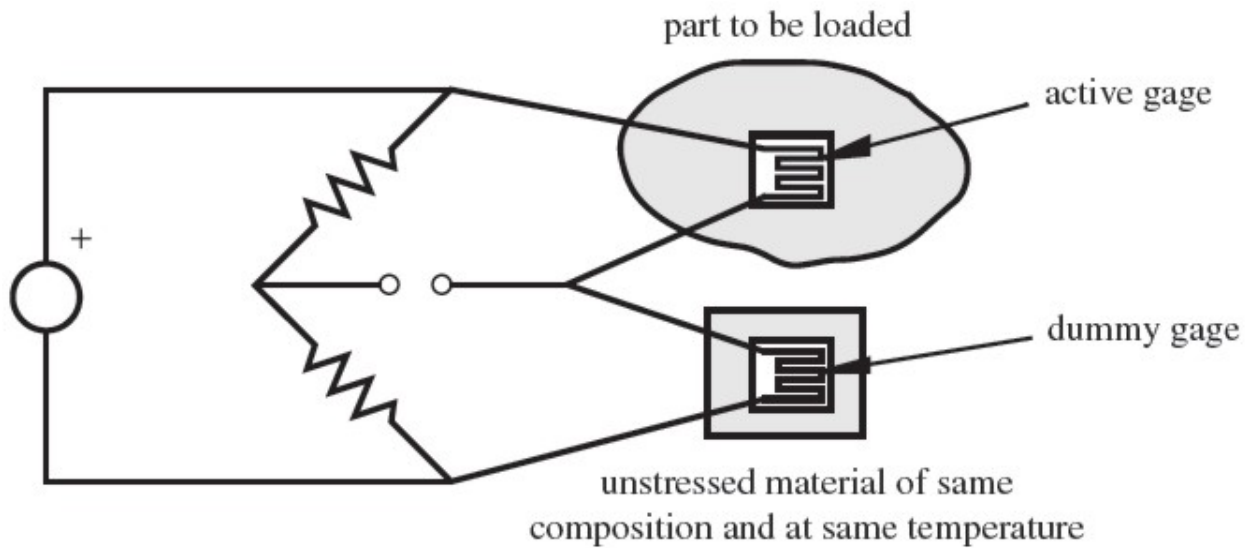 part to be loaded
active gage
+
dummy gage
unstressed material of same
composition and at same temperature